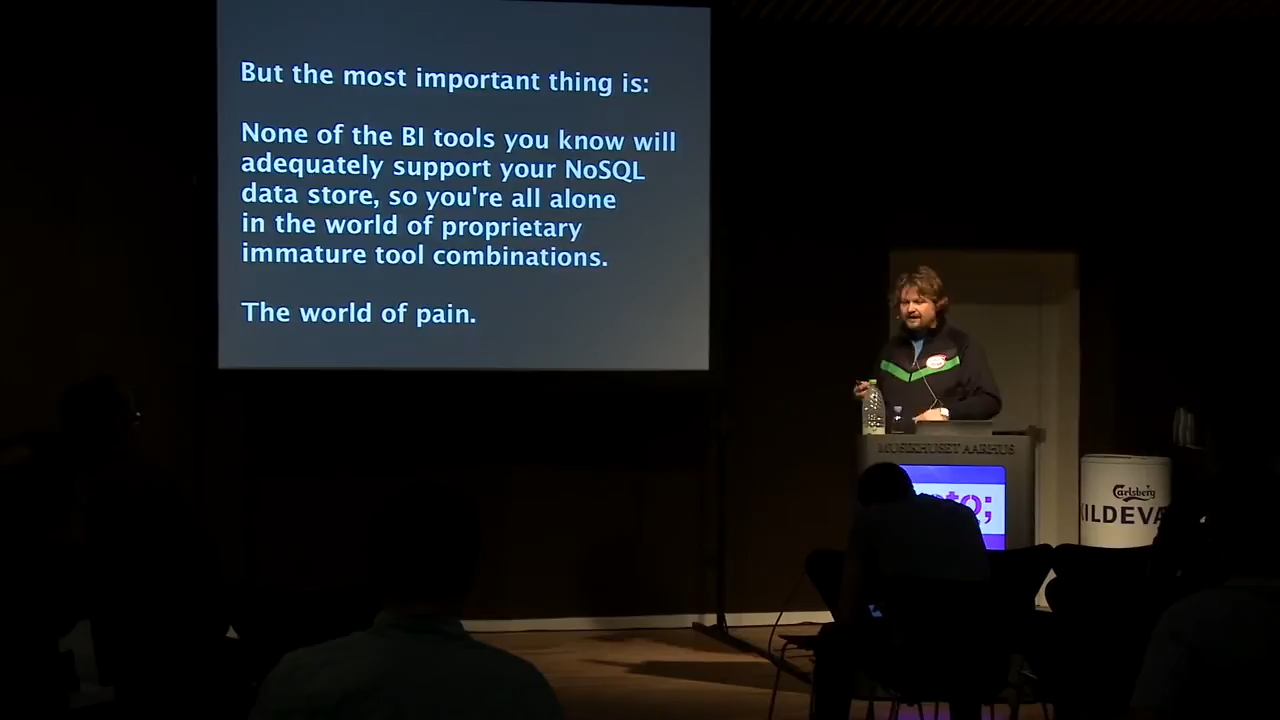 But the most important thing is:
None of the BI tools you know will
adequately support your NoSQL
data store, so you're all alone
in the world of proprietary
immature tool combinations.
The world of pain.
MUSIKHUSET AARHUS
Carlsberg